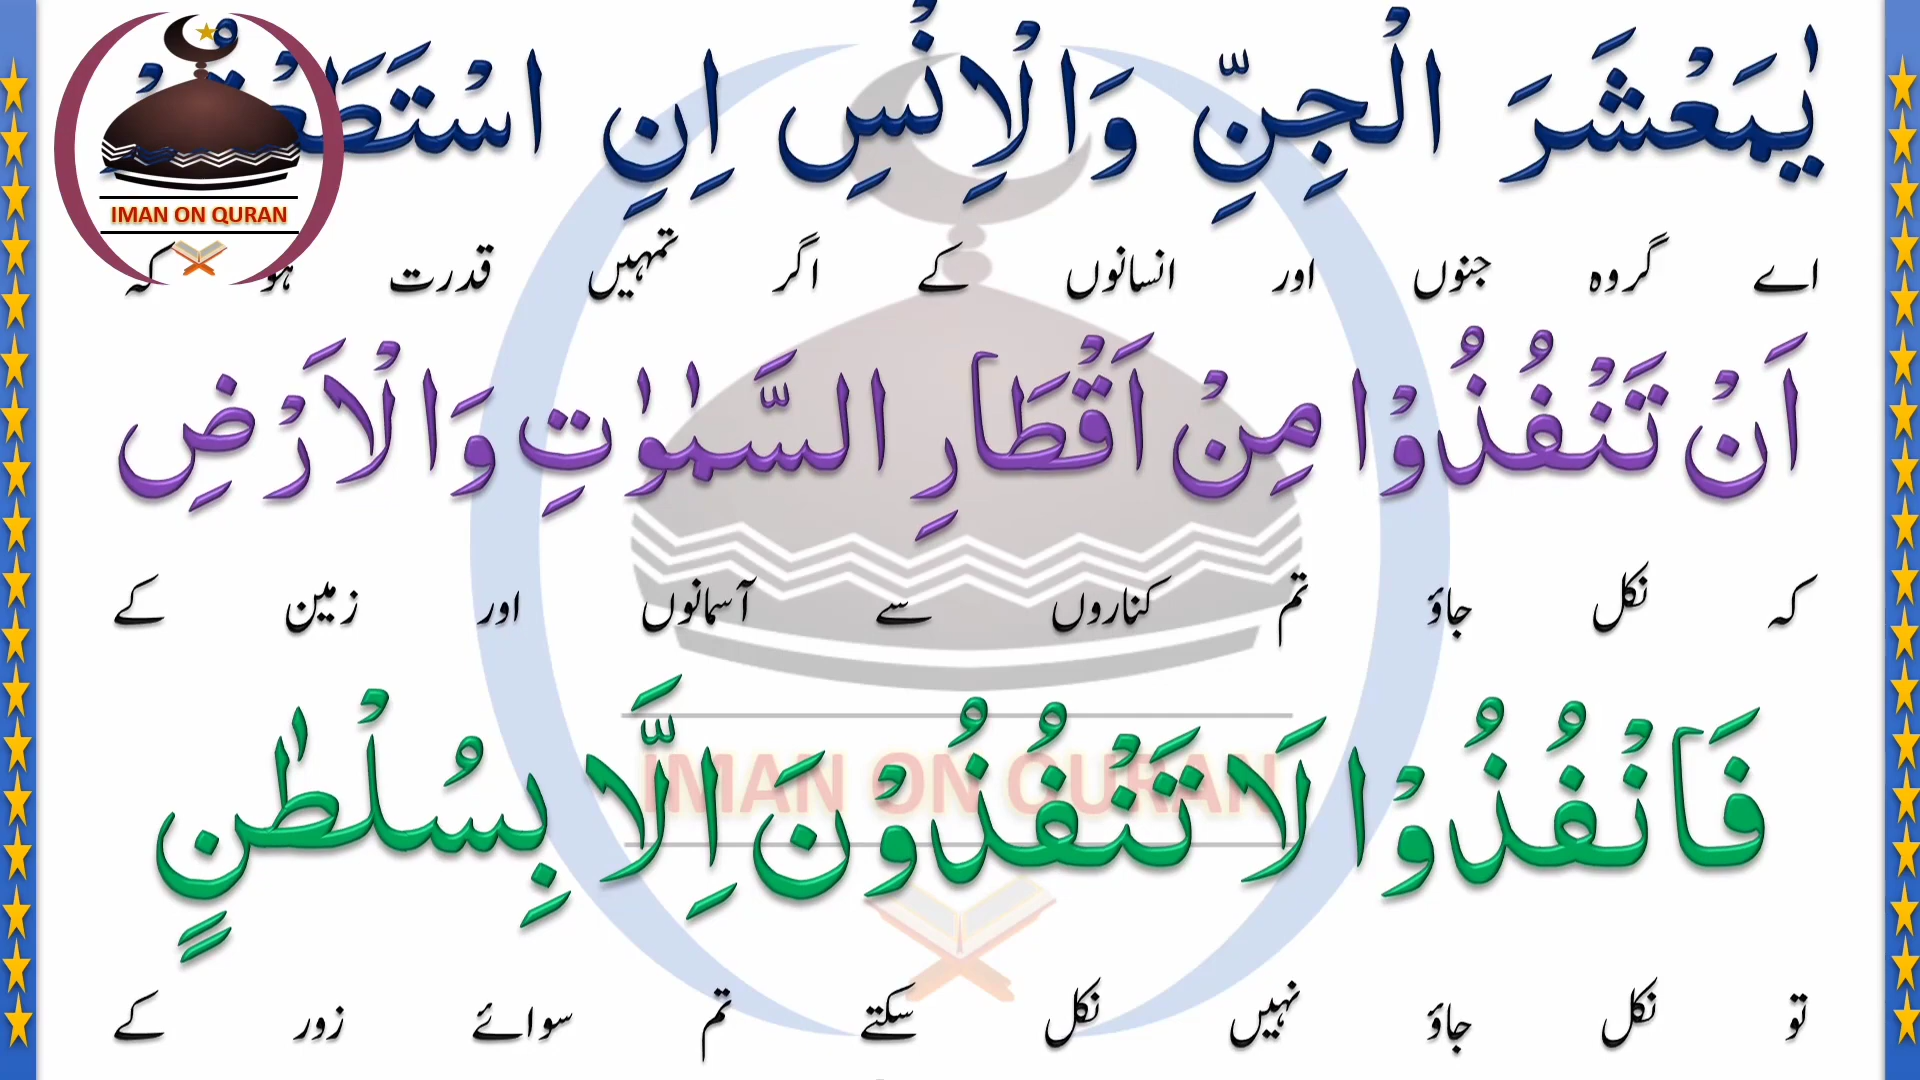 يٰمَعْشَرَ الْجِنِّ وَالْاِنْسِ اِنِ اسْتَطَعْتُمْ
IMAN ON QURAN
اے گروہ جنوں اور انسانوں کے اگر تمہیں قدرت ہو کہ
اَنْ تَنْفُذُوْا مِنْ اَقْطَارِ السَّمٰوٰتِ وَالْاَرْضِ
کہ نکل جاؤ تم کناروں سے آسمانوں اور زمین کے
فَانْفُذُوْا لَا تَنْفُذُوْنَ اِلَّا بِسُلْطٰنٍ
IMAN ON QURAN
تو نکل جاؤ نہیں نکل سکتے تم سوائے زور کے